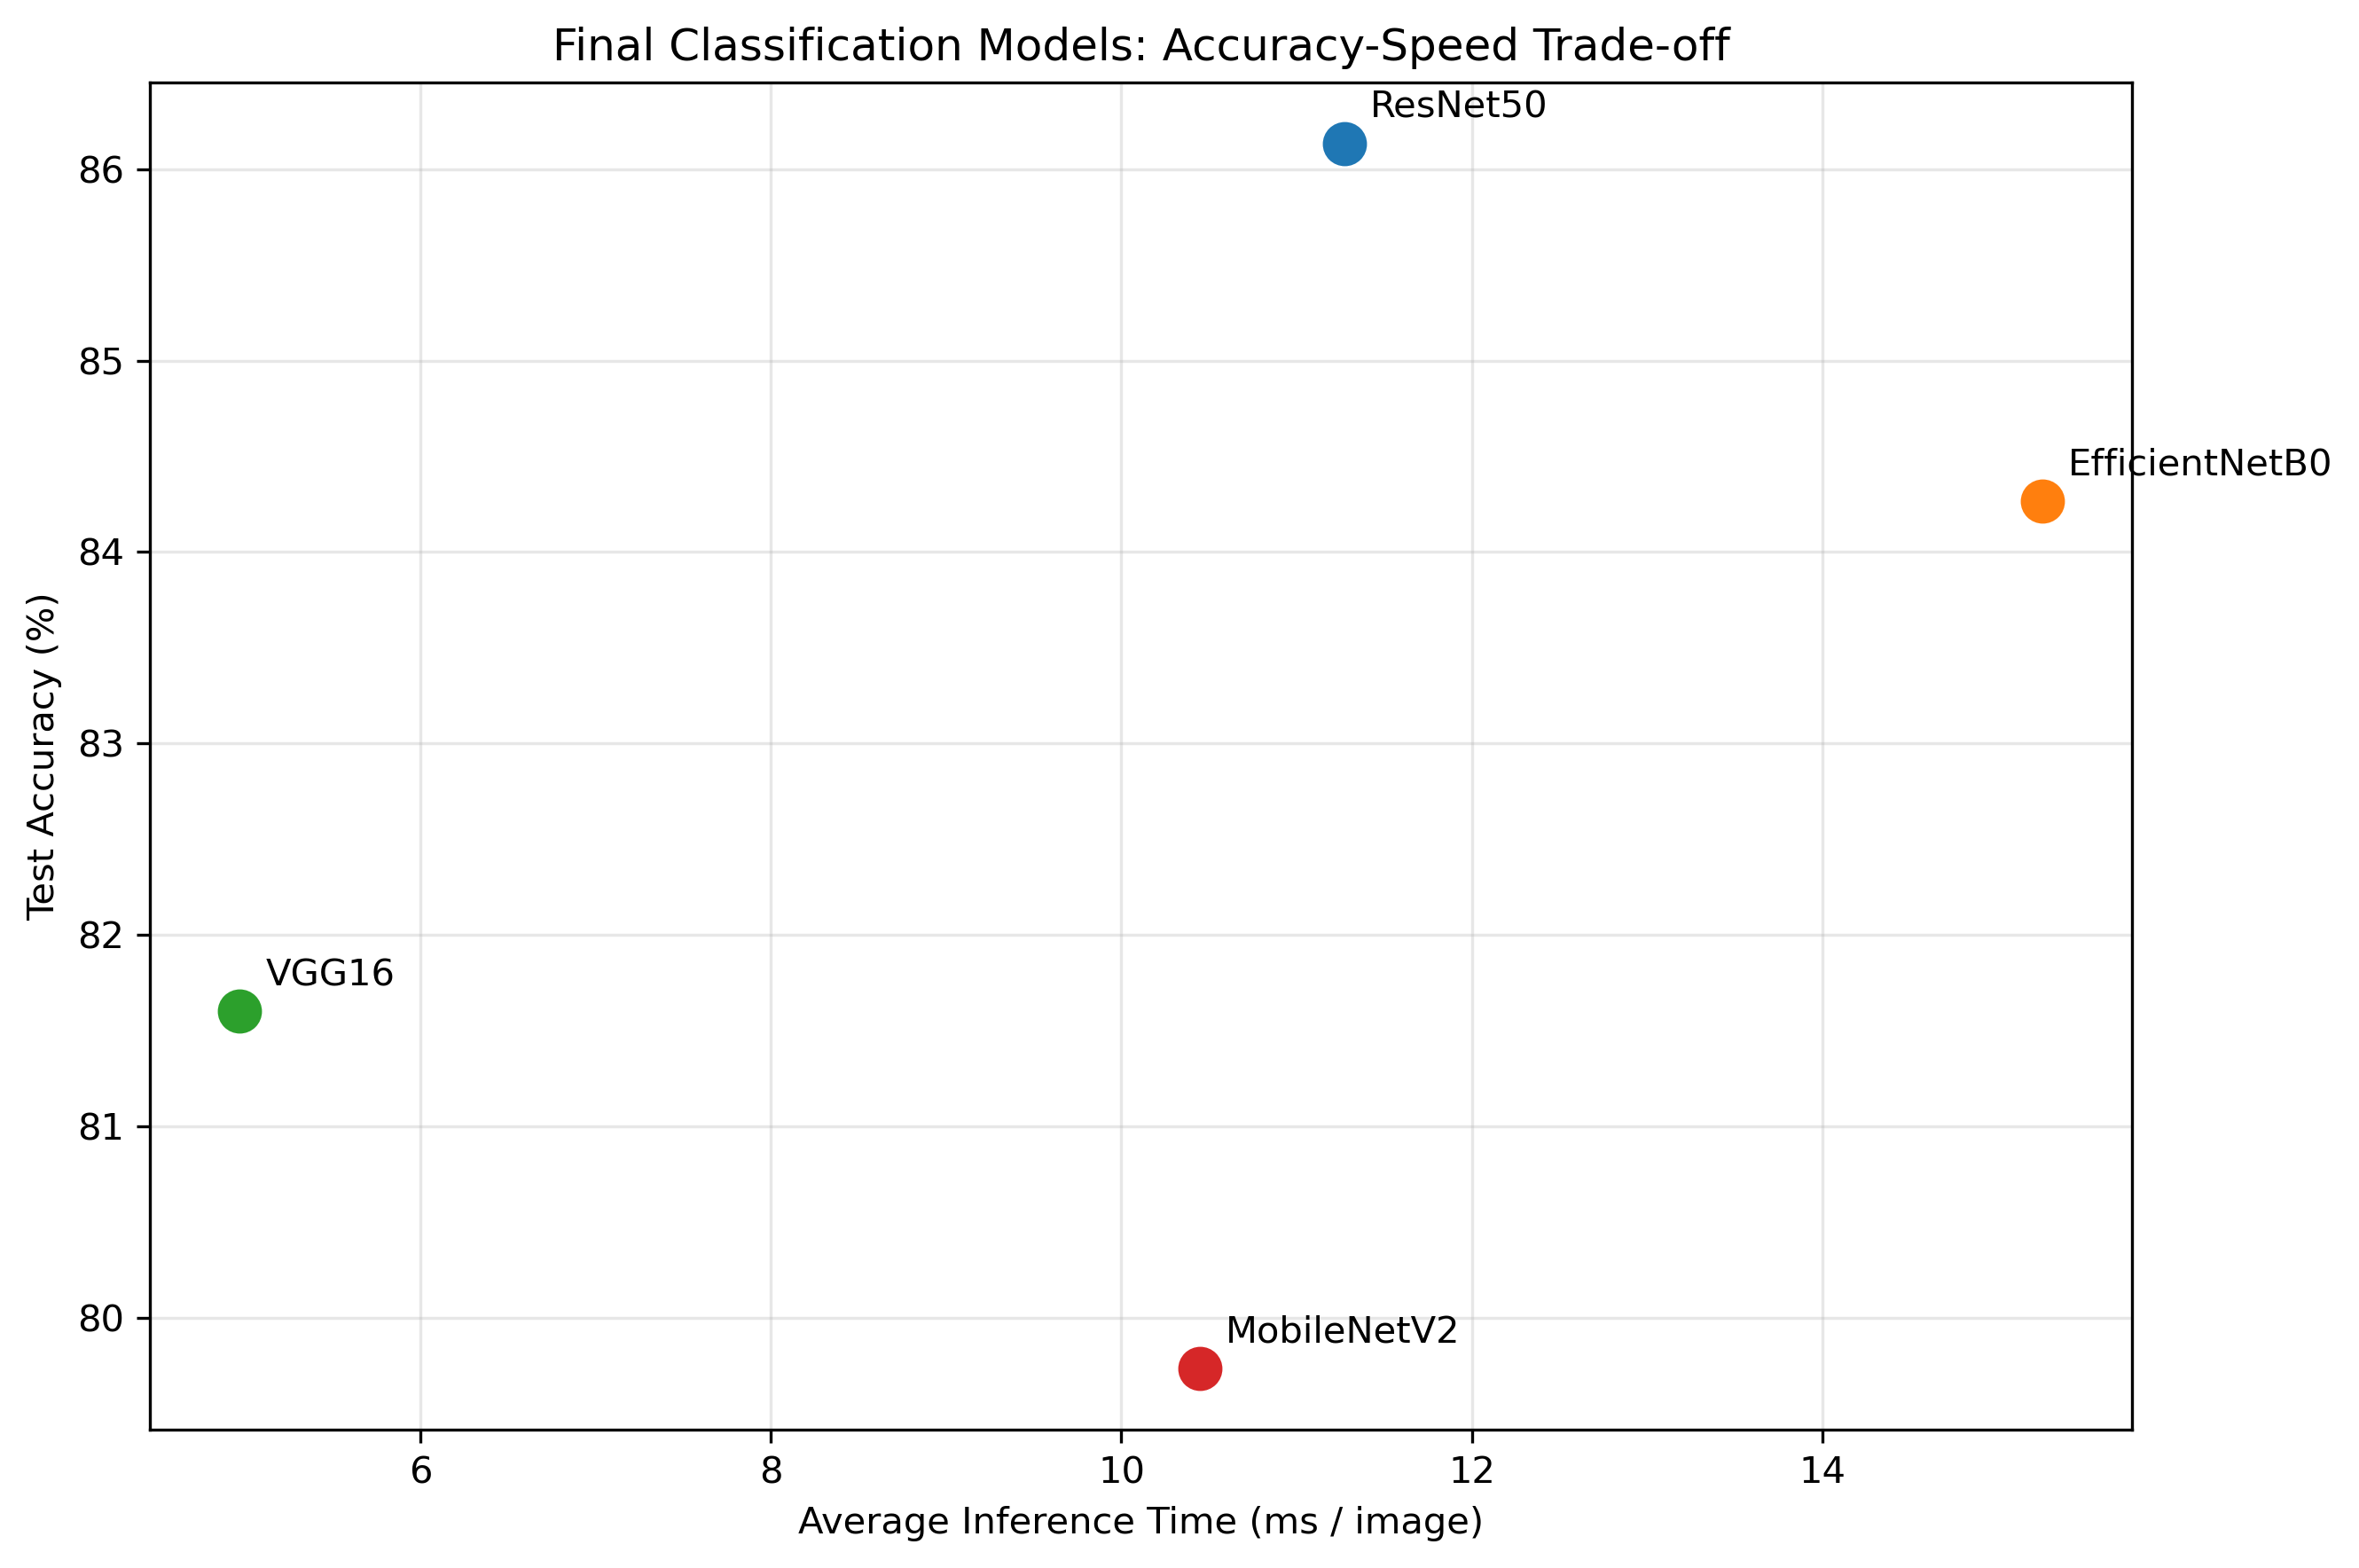 Final Classification Models: Accuracy-Speed Trade-off
ResNet50
86
85
EfficientNetB0
84
Test Accuracy (%)
83
82
VGG16
81
80
MobileNetV2
6
8
10
12
14
Average Inference Time (ms / image)